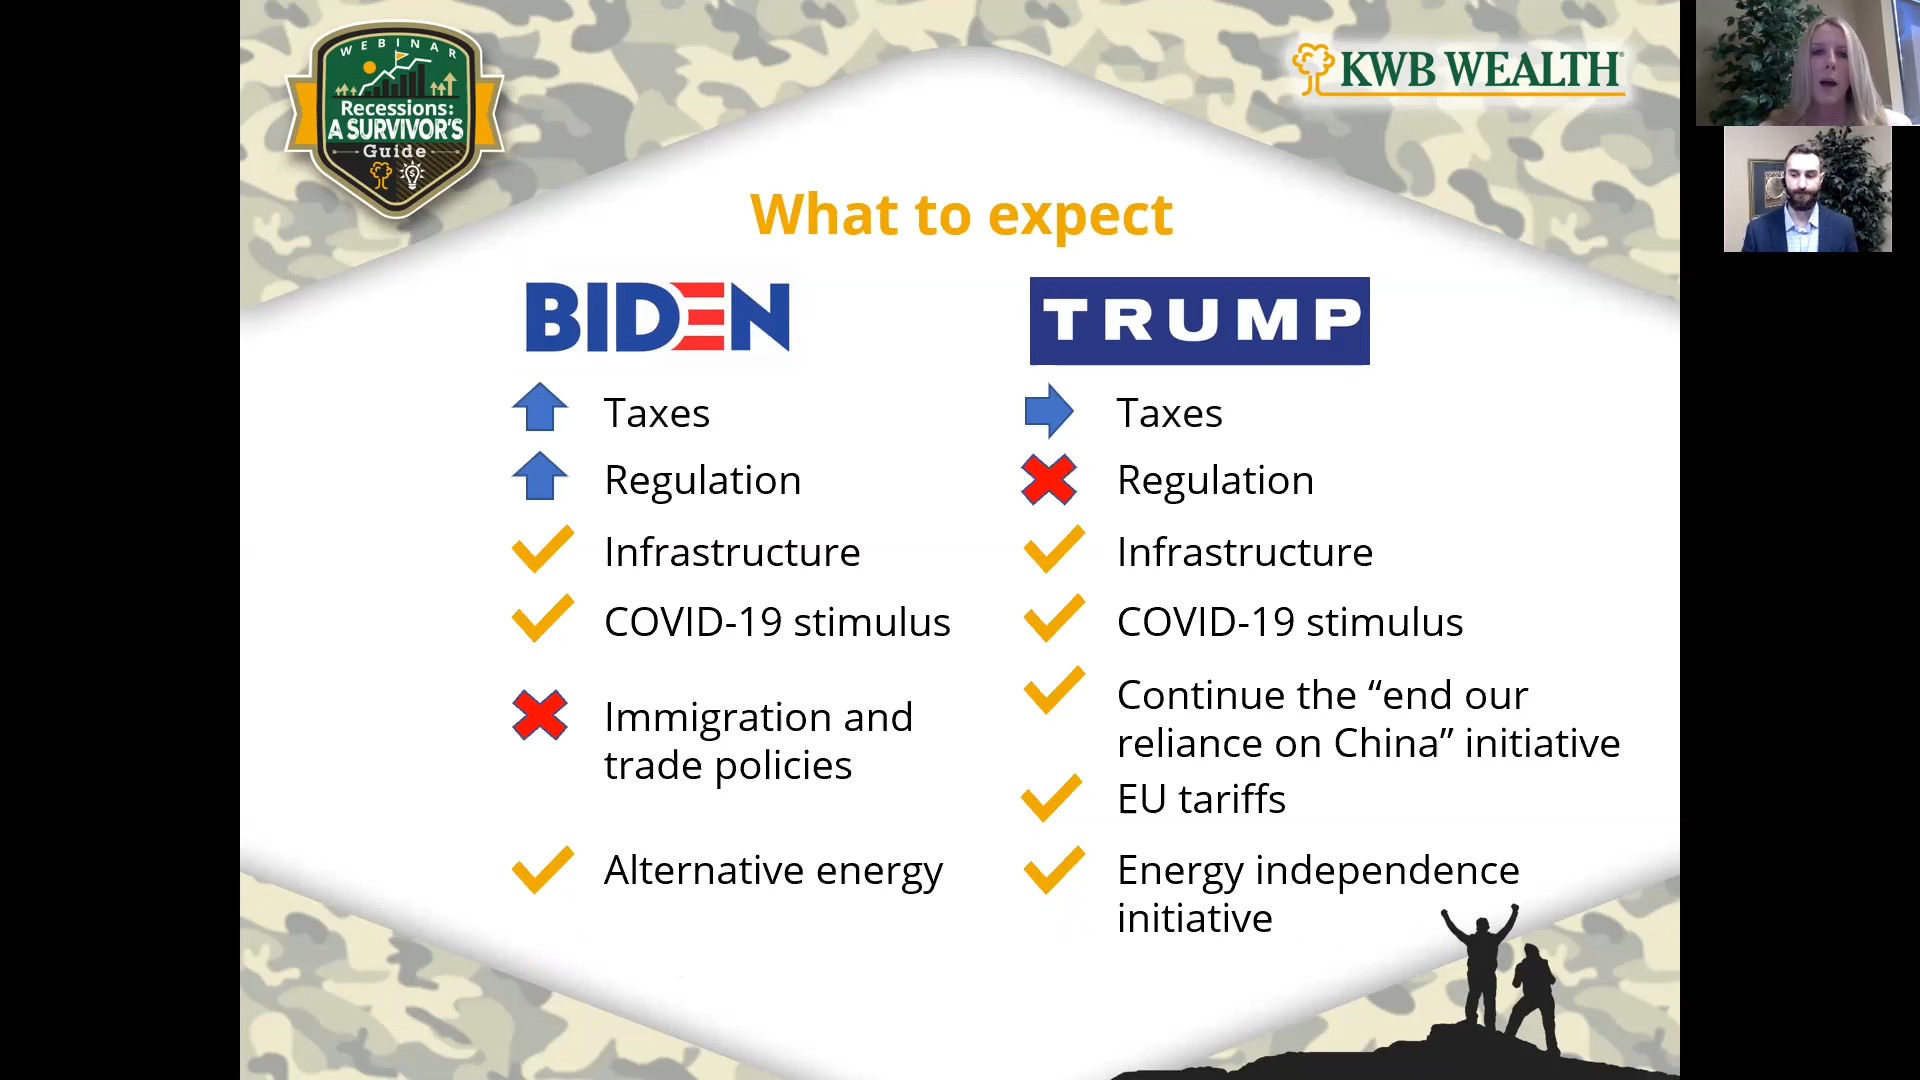 WEBINAR
Recessions:
A SURVIVOR'S
Guide
KWB WEALTH®
What to expect
BIDEN
Taxes
Regulation
Infrastructure
COVID-19 stimulus
Immigration and
trade policies
Alternative energy
TRUMP
Taxes
Regulation
Infrastructure
COVID-19 stimulus
Continue the “end our
reliance on China” initiative
EU tariffs
Energy independence
initiative